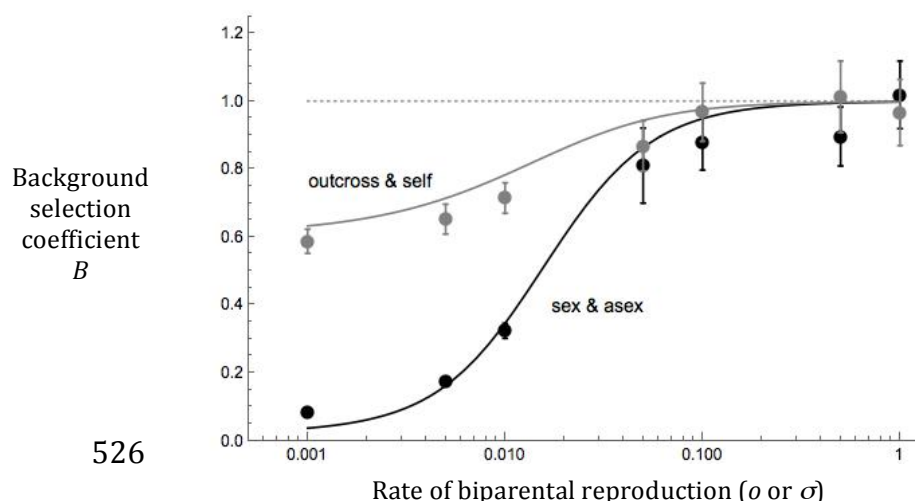 1.2
1.0
outcross & self
Background
selection
coefficient
B
0.8
0.6
0.4
sex & asex
0.2
0.0
526
0.001
0.010
0.100
1
Rate of biparental reproduction (o or σ)